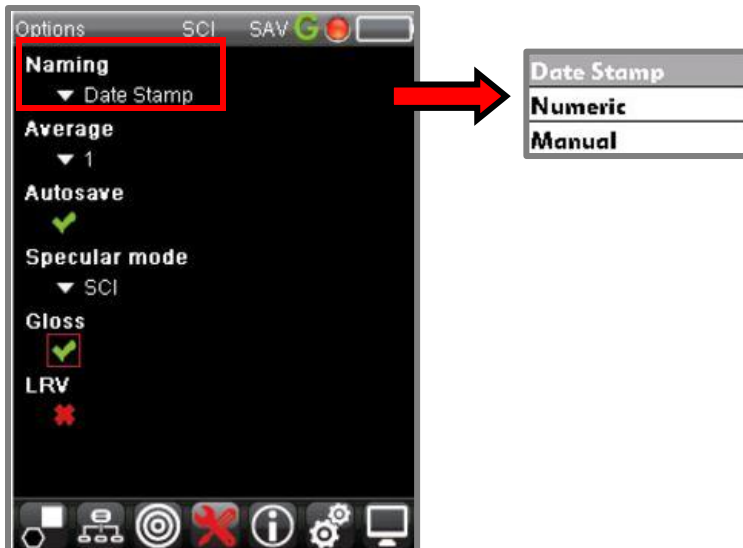 Options SCI SAV G
Naming
Date Stamp
Average
1
Autosave
Specular mode
SCI
Gloss
LRV
Date Stamp
Numeric
Manual